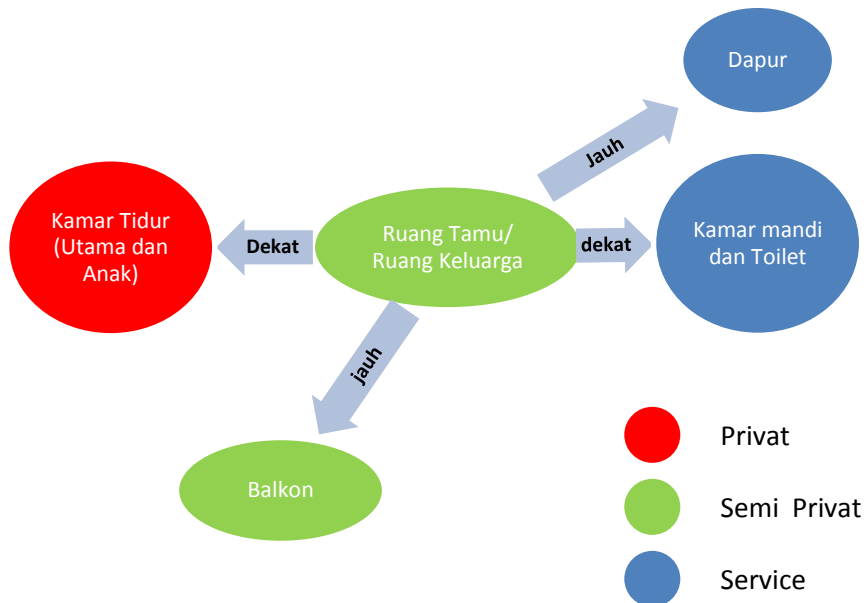 Dapur
Jauh
Kamar Tidur
(Utama dan
Anak)
Dekat
Ruang Tamu/
Ruang Keluarga
dekat
Kamar mandi
dan Toilet
jauh
Balkon
Privat
Semi Privat
Service